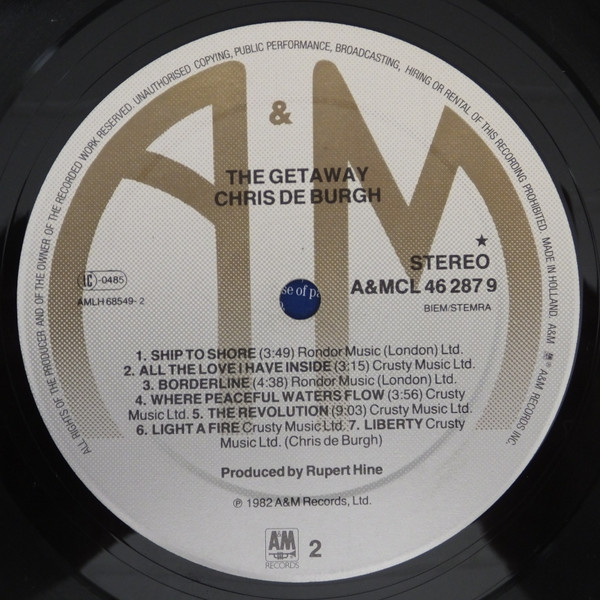 ALL RIGHTS OF THE PRODUCER AND OF THE OWNER OF THE RECORDED WORK RESERVED. UNAUTHORISED COPYING, PUBLIC PERFORMANCE, BROADCASTING, HIRING OR RENTAL OF THIS RECORDING PROHIBITED. MADE IN HOLLAND. A&M ® A&M RECORDS INC.
A&M
THE GETAWAY
CHRIS DE BURGH
★
STEREO
A&MCL 46 287 9
BIEM/STEMRA
LC -0485
AMLH 68549-2
se of pa
1. SHIP TO SHORE (3:49) Rondor Music (London) Ltd.
2. ALL THE LOVE I HAVE INSIDE (3:15) Crusty Music Ltd.
3. BORDERLINE (4:38) Rondor Music (London) Ltd.
4. WHERE PEACEFUL WATERS FLOW (3:56) Crusty
Music Ltd. 5. THE REVOLUTION (9:03) Crusty Music Ltd.
6. LIGHT A FIRE Crusty Music Ltd. 7. LIBERTY Crusty
Music Ltd. (Chris de Burgh)
Produced by Rupert Hine
℗ 1982 A&M Records, Ltd.
A&M
RECORDS
2